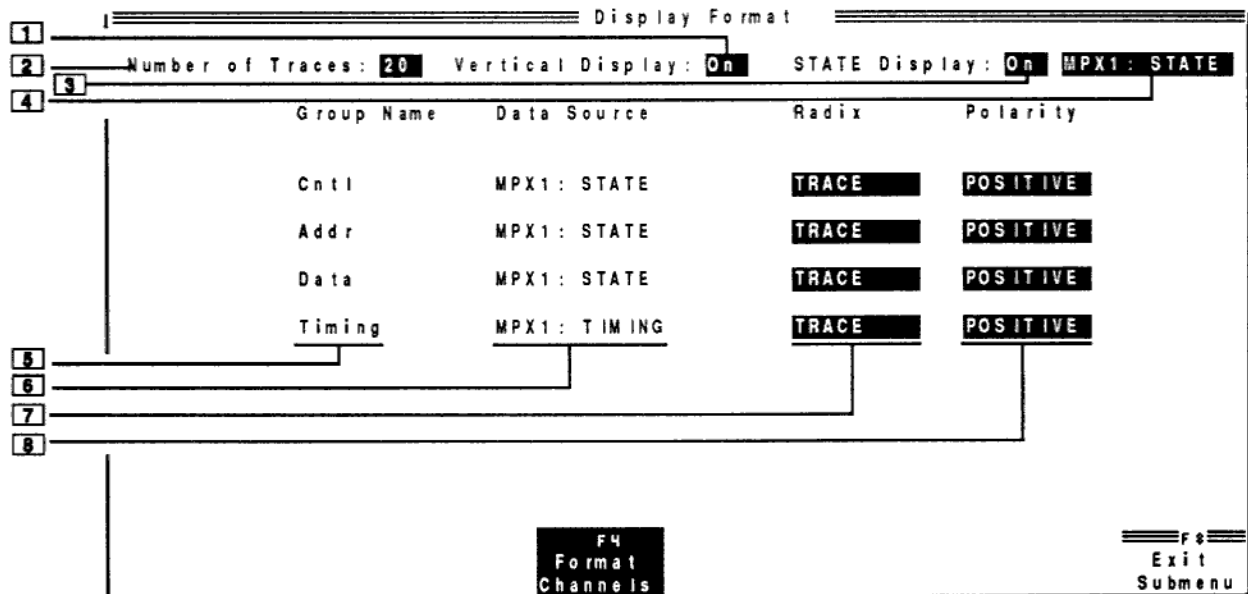 Display Format
1
2 Number of Traces: 20 Vertical Display: On STATE Display: On MPX1: STATE
3
4
Group Name Data Source Radix Polarity
Cntl MPX1: STATE TRACE POSITIVE
Addr MPX1: STATE TRACE POSITIVE
Data MPX1: STATE TRACE POSITIVE
Timing MPX1: TIMING TRACE POSITIVE
5
6
7
8
F4 F8
Format Exit
Channels Submenu